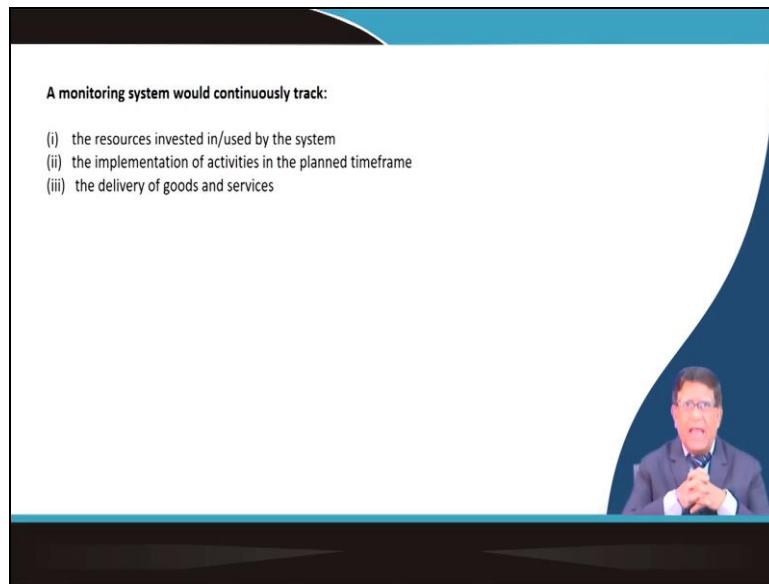 A monitoring system would continuously track:
(i) the resources invested in/used by the system
(ii) the implementation of activities in the planned timeframe
(iii) the delivery of goods and services